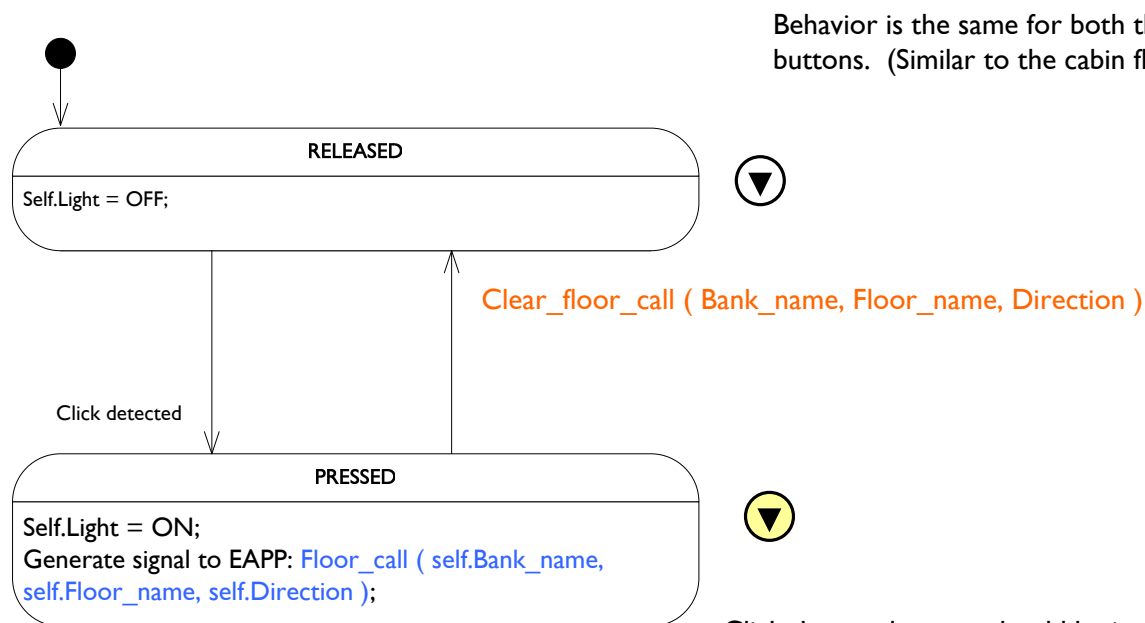 Behavior is the same for both
buttons. (Similar to the cabin
RELEASED
Self.Light = OFF;
Clear_floor_call ( Bank_name, Floor_name, Direction )
Click detected
PRESSED
Self.Light = ON;
Generate signal to EAPP: Floor_call ( self.Bank_name,
self.Floor_name, self.Direction );